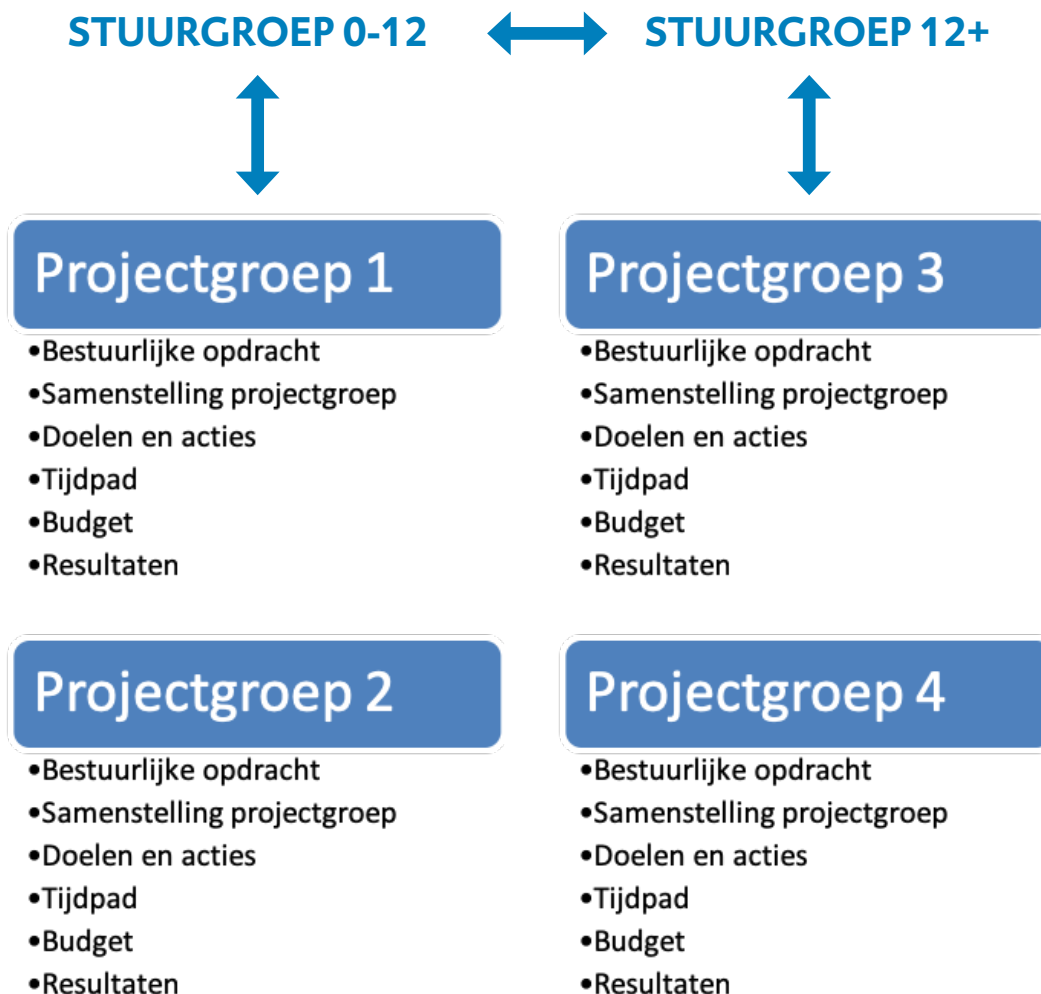 STUURGROEP 0-12
STUURGROEP 12+
Projectgroep 1
•Bestuurlijke opdracht
•Samenstelling projectgroep
•Doelen en acties
•Tijdpad
•Budget
•Resultaten
Projectgroep 3
•Bestuurlijke opdracht
•Samenstelling projectgroep
•Doelen en acties
•Tijdpad
•Budget
•Resultaten
Projectgroep 2
•Bestuurlijke opdracht
•Samenstelling projectgroep
•Doelen en acties
•Tijdpad
•Budget
•Resultaten
Projectgroep 4
•Bestuurlijke opdracht
•Samenstelling projectgroep
•Doelen en acties
•Tijdpad
•Budget
•Resultaten